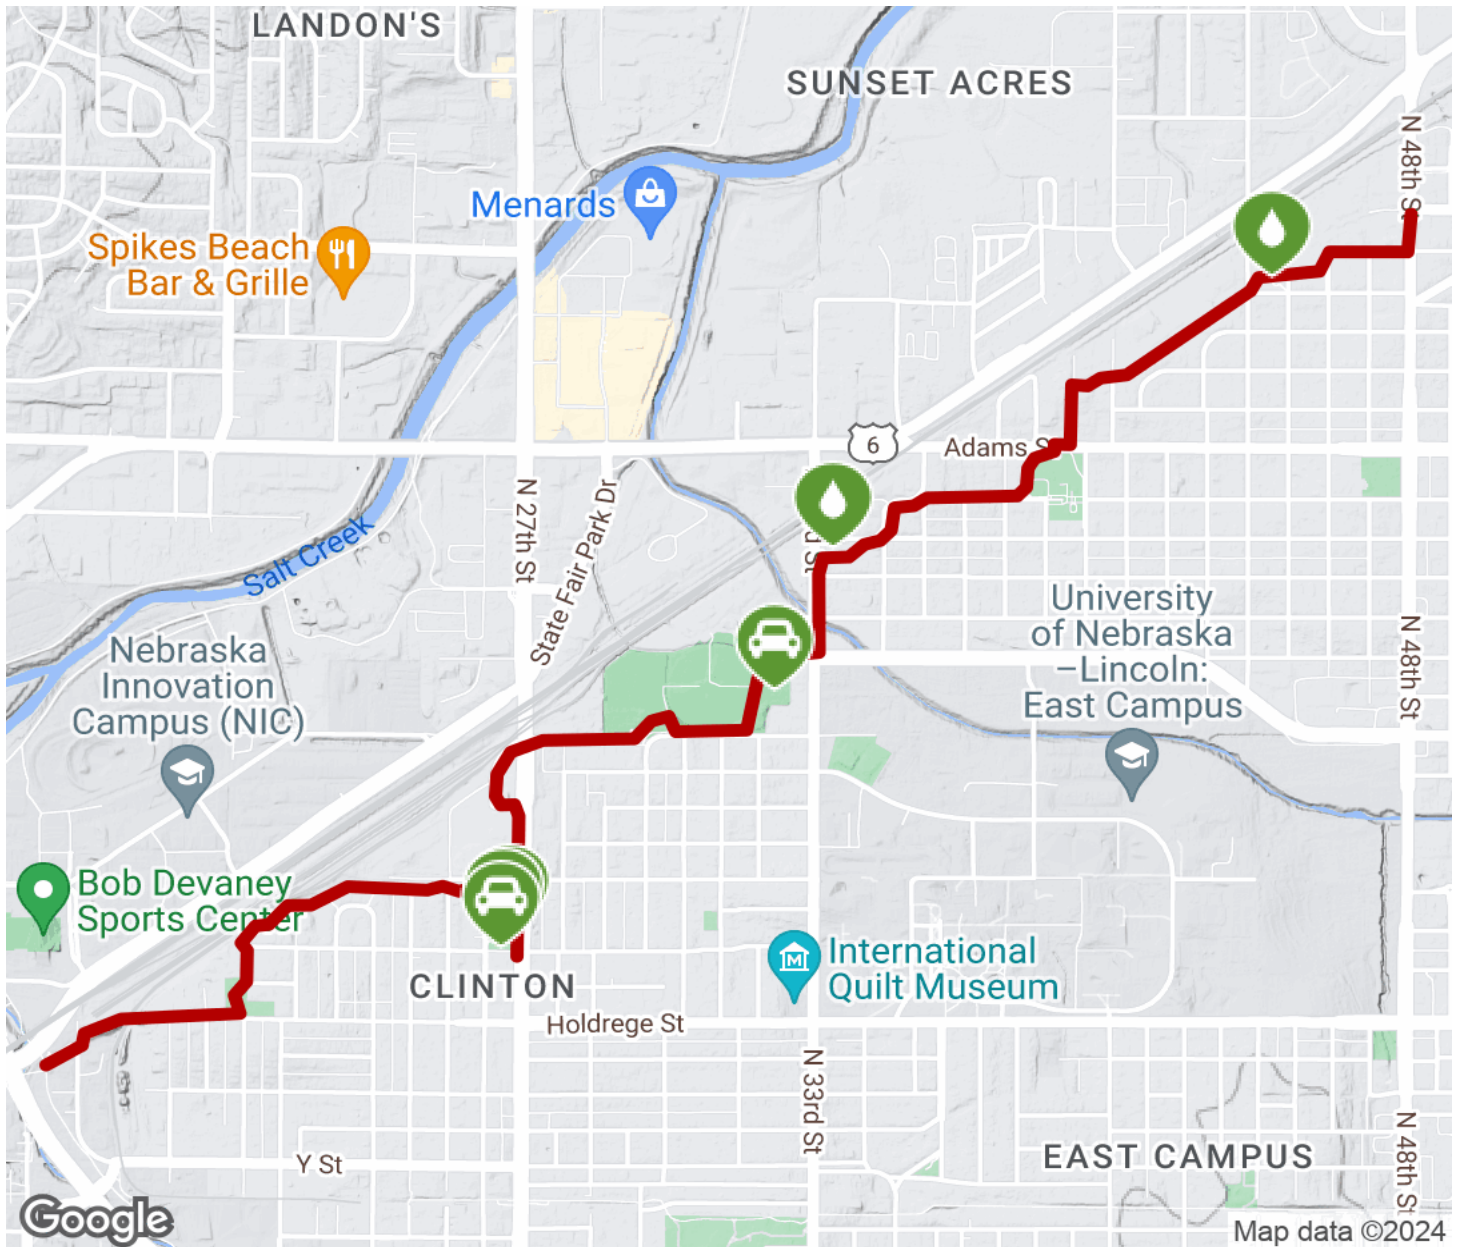 LANDON'S
SUNSET ACRES
N 48th St
Menards
Spikes Beach
Bar & Grille
6
Adams S
N 27th St
State Fair Park Dr
d St
Salt Creek
University
of Nebraska
–Lincoln:
East Campus
N 48th St
Nebraska
Innovation
Campus (NIC)
Bob Devaney
Sports Center
International
Quilt Museum
M
CLINTON
Holdrege St
N 33rd St
N 48th St
Y St
EAST CAMPUS
Google
Map data ©2024